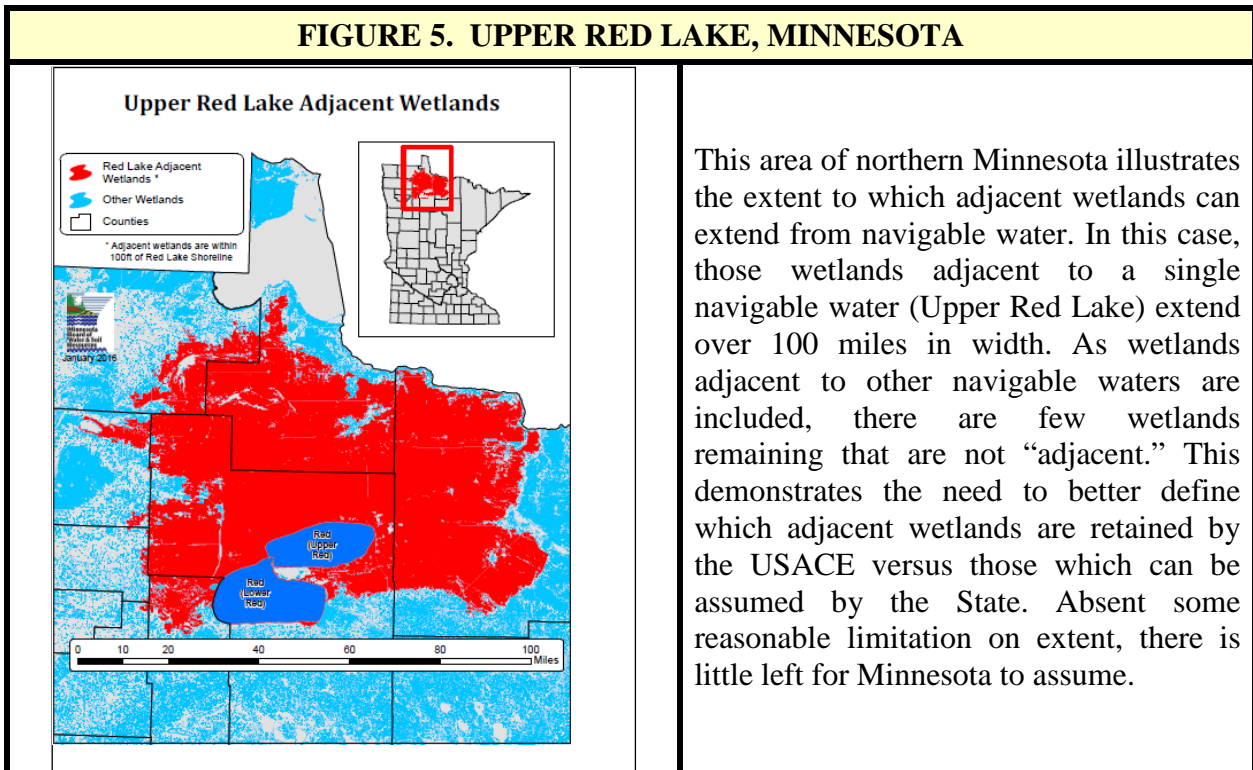 FIGURE 5. UPPER RED LAKE, MINNESOTA
Upper Red Lake Adjacent Wetlands
Red Lake Adjacent
Wetlands *
Other Wetlands
Counties
* Adjacent wetlands are within
100ft of Red Lake Shoreline
Minnesota
Board of
Water & Soil
Resources
January 2016
Red
(Upper
Red)
Red
(Lower
Red)
0 10 20 40 60 80 100
Miles
This area of northern Minnesota illustrates
the extent to which adjacent wetlands can
extend from navigable water. In this case,
those wetlands adjacent to a single
navigable water (Upper Red Lake) extend
over 100 miles in width. As wetlands
adjacent to other navigable waters are
included, there are few wetlands
remaining that are not “adjacent.” This
demonstrates the need to better define
which adjacent wetlands are retained by
the USACE versus those which can be
assumed by the State. Absent some
reasonable limitation on extent, there is
little left for Minnesota to assume.